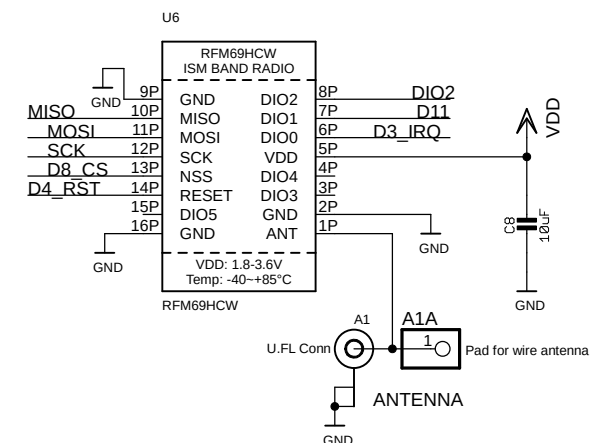 U6
RFM69HCW
ISM BAND RADIO
GND
9P GND DIO2 8P DIO2
MISO 10P MISO DIO1 7P D11
MOSI 11P MOSI DIO0 6P D3_IRQ
SCK 12P SCK VDD 5P
D8_CS 13P NSS DIO4 4P
D4_RST 14P RESET DIO3 3P
15P DIO5 GND 2P
16P GND ANT 1P
VDD
C8
10uF
GND
GND
GND
VDD: 1.8-3.6V
Temp: -40~+85°C
RFM69HCW
A1
A1A
U.FL Conn
1
Pad for wire antenna
ANTENNA
GND